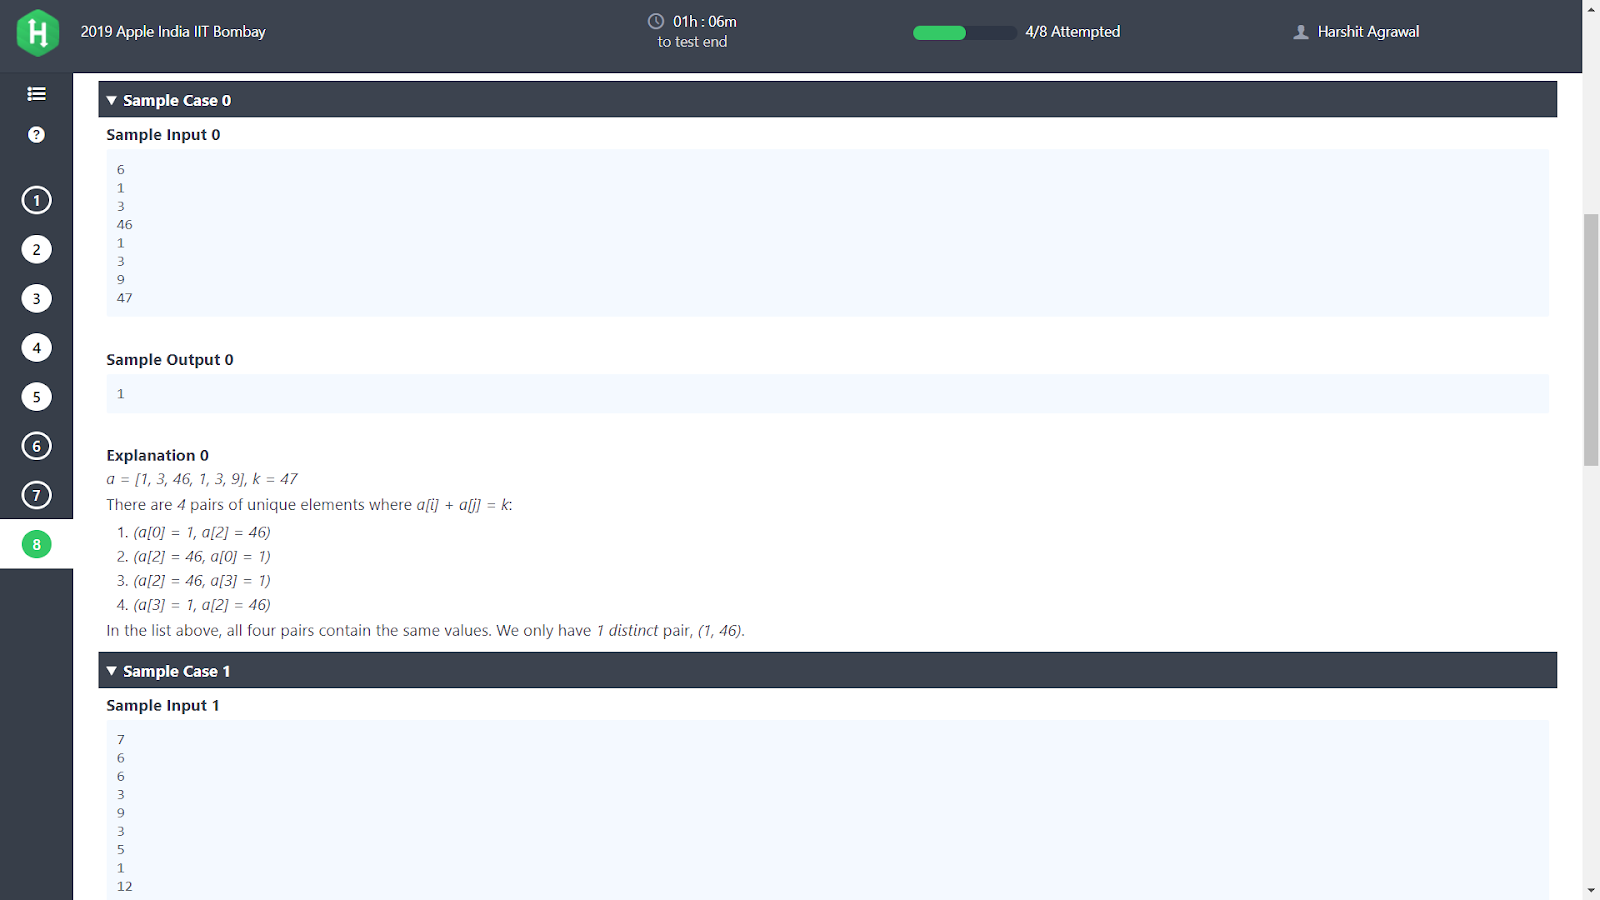 2019 Apple India IIT Bombay
01h : 06m
to test end
4/8 Attempted
Harshit Agrawal
?
1
2
3
4
5
6
7
8
▼ Sample Case 0
Sample Input 0
6
1
3
46
1
3
9
47
Sample Output 0
1
Explanation 0
a = [1, 3, 46, 1, 3, 9], k = 47
There are 4 pairs of unique elements where a[i] + a[j] = k:
1. (a[0] = 1, a[2] = 46)
2. (a[2] = 46, a[0] = 1)
3. (a[2] = 46, a[3] = 1)
4. (a[3] = 1, a[2] = 46)
In the list above, all four pairs contain the same values. We only have 1 distinct pair, (1, 46).
▼ Sample Case 1
Sample Input 1
7
6
6
3
9
3
5
1
12